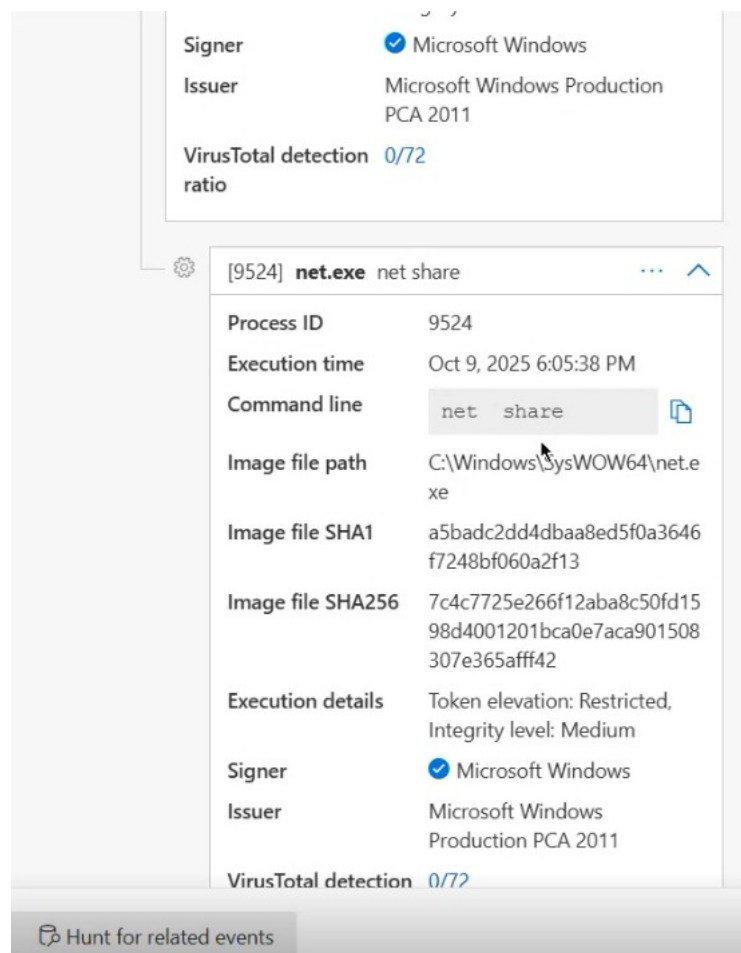 Signer Microsoft Windows
Issuer Microsoft Windows Production
PCA 2011
VirusTotal detection 0/72
ratio
[9524] net.exe net share ...
Process ID 9524
Execution time Oct 9, 2025 6:05:38 PM
Command line net share
Image file path C:\Windows\SysWOW64\net.e
xe
Image file SHA1 a5badc2dd4dbaa8ed5f0a3646
f7248bf060a2f13
Image file SHA256 7c4c7725e266f12aba8c50fd15
98d4001201bca0e7aca901508
307e365afff42
Execution details Token elevation: Restricted,
Integrity level: Medium
Signer Microsoft Windows
Issuer Microsoft Windows
Production PCA 2011
VirusTotal detection 0/72
Hunt for related events